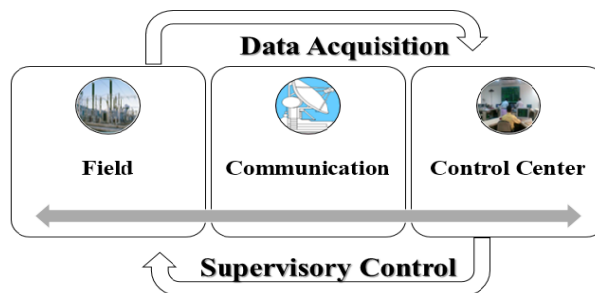 Data Acquisition
Field
Communication
Control Center
Supervisory Control